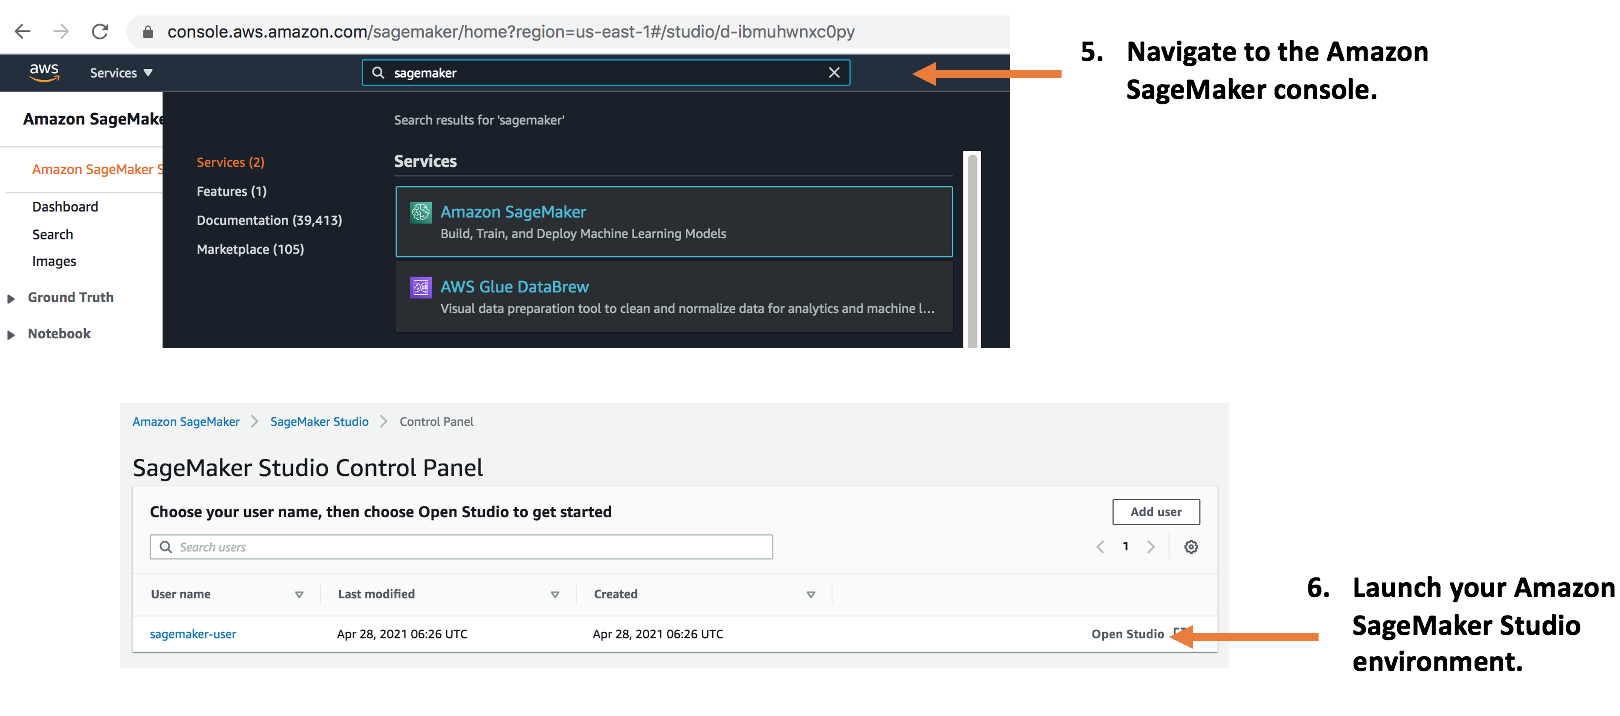 console.aws.amazon.com/sagemaker/home?region=us-east-1#/studio/d-ibmuhwnxc0py
aws
Services ▼
sagemaker
5. Navigate to the Amazon
SageMaker console.
Amazon SageMake
Amazon SageMaker S
Dashboard
Search
Images
Ground Truth
Notebook
Search results for 'sagemaker'
Services (2)
Features (1)
Documentation (39,413)
Marketplace (105)
Services
Amazon SageMaker
Build, Train, and Deploy Machine Learning Models
AWS Glue DataBrew
Visual data preparation tool to clean and normalize data for analytics and machine l...
Amazon SageMaker > SageMaker Studio > Control Panel
SageMaker Studio Control Panel
Choose your user name, then choose Open Studio to get started
Add user
Search users
< 1 >
User name Last modified Created
sagemaker-user Apr 28, 2021 06:26 UTC Apr 28, 2021 06:26 UTC Open Studio
6. Launch your Amazon
SageMaker Studio
environment.